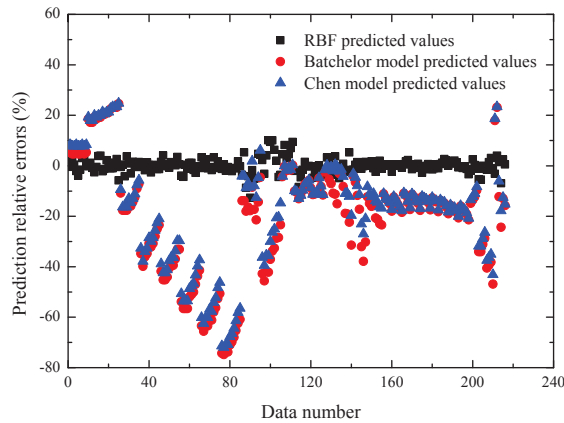 RBF predicted values
Batchelor model predicted values
Chen model predicted values
Prediction relative errors (%)
60
40
20
0
-20
-40
-60
-80
0 40 80 120 160 200 240
Data number